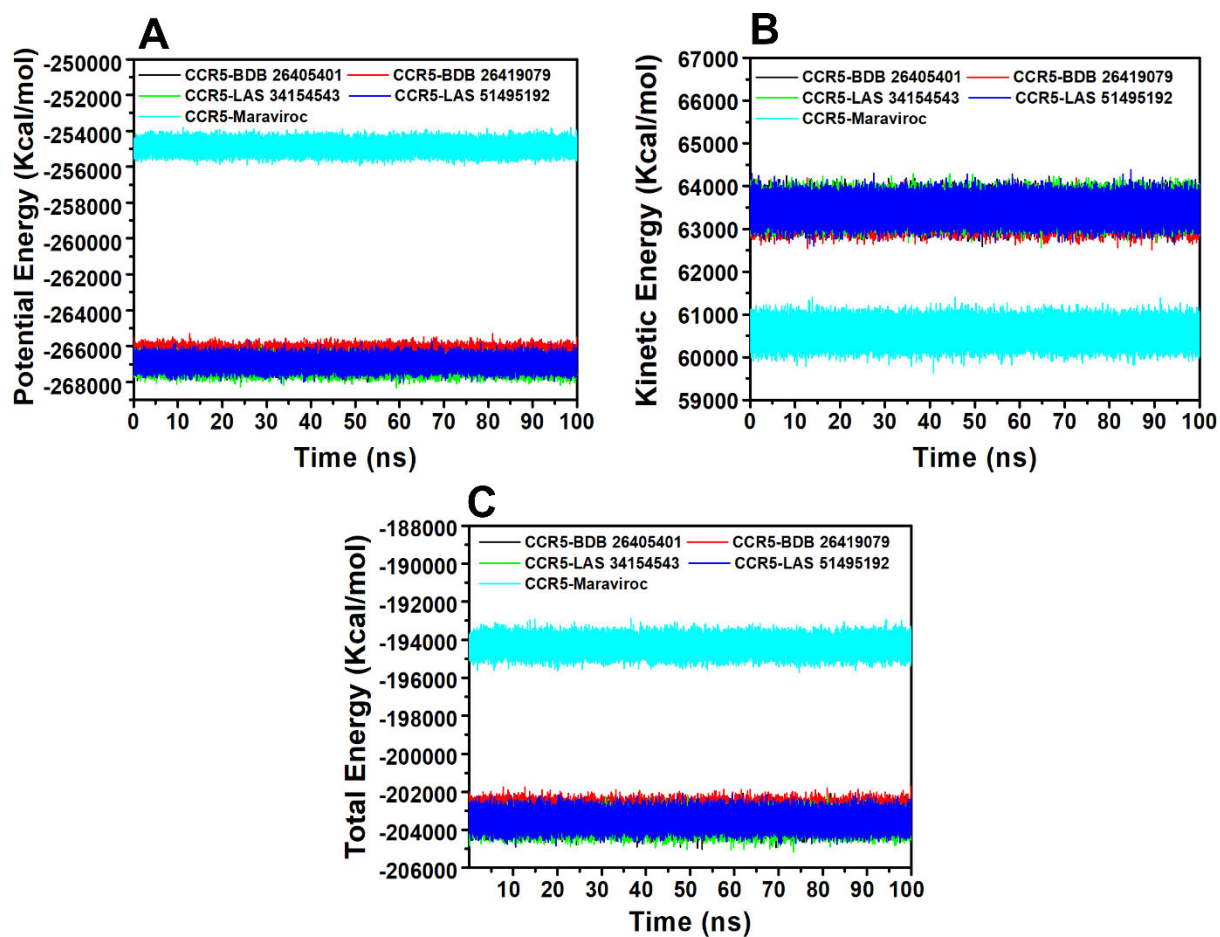 A
Potential Energy (Kcal/mol)
-250000
-252000
-254000
-256000
-258000
-260000
-262000
-264000
-266000
-268000
CCR5-BDB 26405401 CCR5-BDB 26419079
CCR5-LAS 34154543 CCR5-LAS 51495192
CCR5-Maraviroc
0 10 20 30 40 50 60 70 80 90 100
Time (ns)
B
Kinetic Energy (Kcal/mol)
67000
66000
65000
64000
63000
62000
61000
60000
59000
CCR5-BDB 26405401 CCR5-BDB 26419079
CCR5-LAS 34154543 CCR5-LAS 51495192
CCR5-Maraviroc
0 10 20 30 40 50 60 70 80 90 100
Time (ns)
C
Total Energy (Kcal/mol)
-188000
-190000
-192000
-194000
-196000
-198000
-200000
-202000
-204000
-206000
CCR5-BDB 26405401 CCR5-BDB 26419079
CCR5-LAS 34154543 CCR5-LAS 51495192
CCR5-Maraviroc
10 20 30 40 50 60 70 80 90 100
Time (ns)